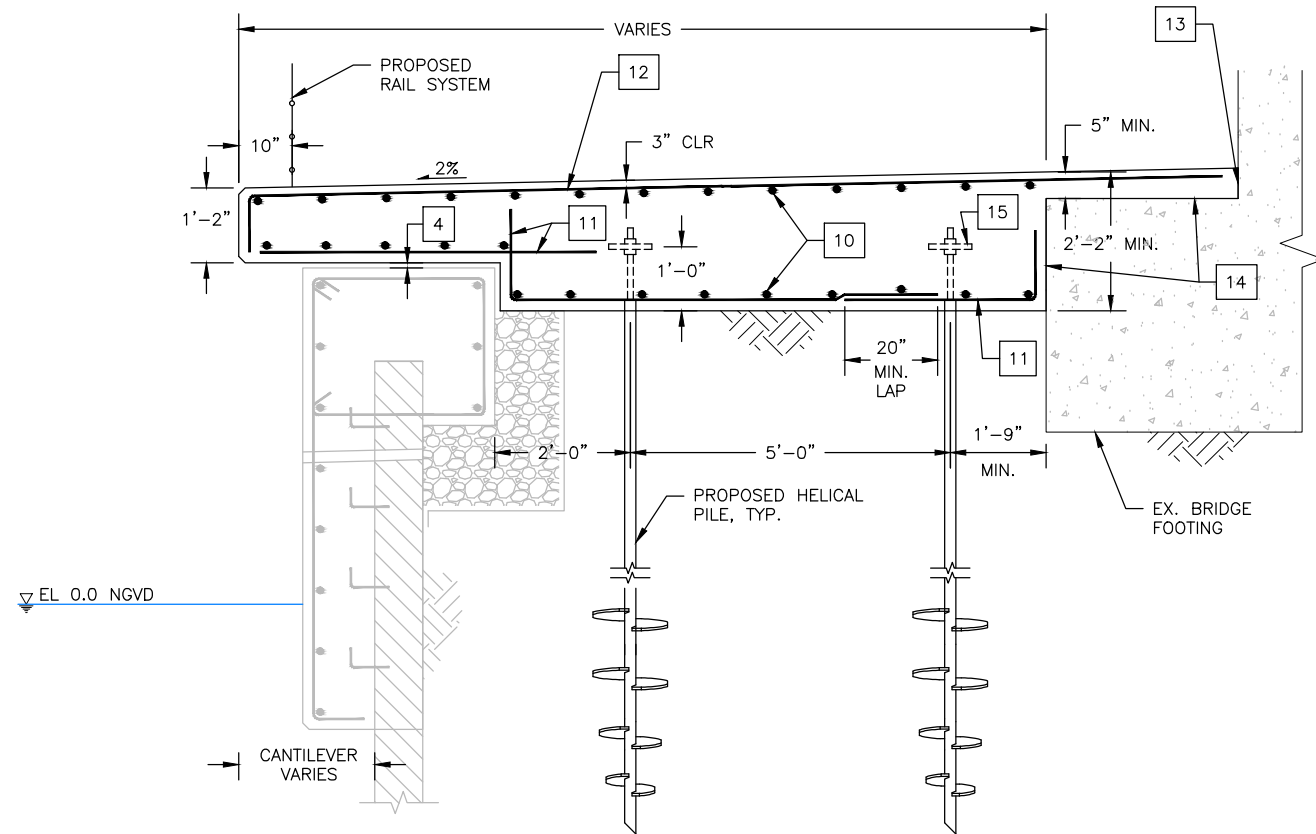 VARIES
13
PROPOSED
RAIL SYSTEM
12
10"
3" CLR
5" MIN.
2%
1'-2"
4
11
15
10
1'-0"
2'-2" MIN.
14
20"
MIN.
LAP
11
2'-0"
5'-0"
1'-9"
MIN.
PROPOSED HELICAL
PILE, TYP.
EX. BRIDGE
FOOTING
EL 0.0 NGVD
CANTILEVER
VARIES